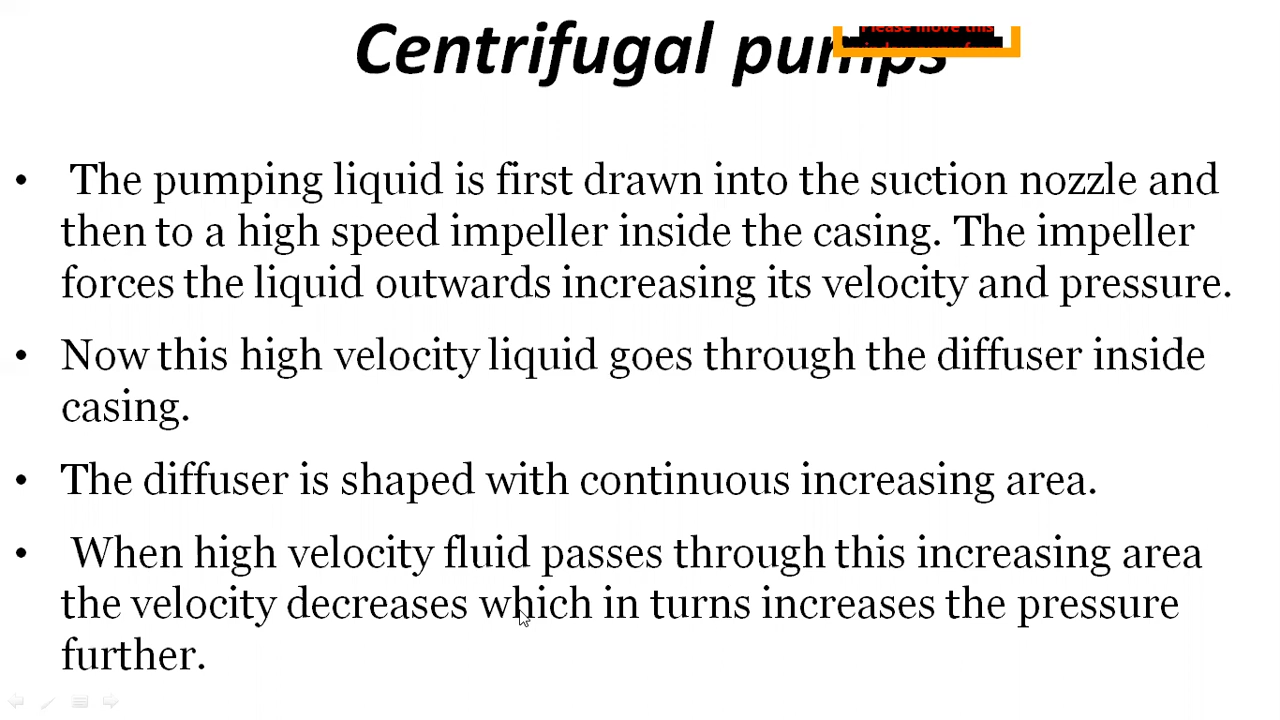 Centrifugal pumps
Please move this
• The pumping liquid is first drawn into the suction nozzle and
then to a high speed impeller inside the casing. The impeller
forces the liquid outwards increasing its velocity and pressure.
• Now this high velocity liquid goes through the diffuser inside
casing.
• The diffuser is shaped with continuous increasing area.
• When high velocity fluid passes through this increasing area
the velocity decreases which in turns increases the pressure
further.